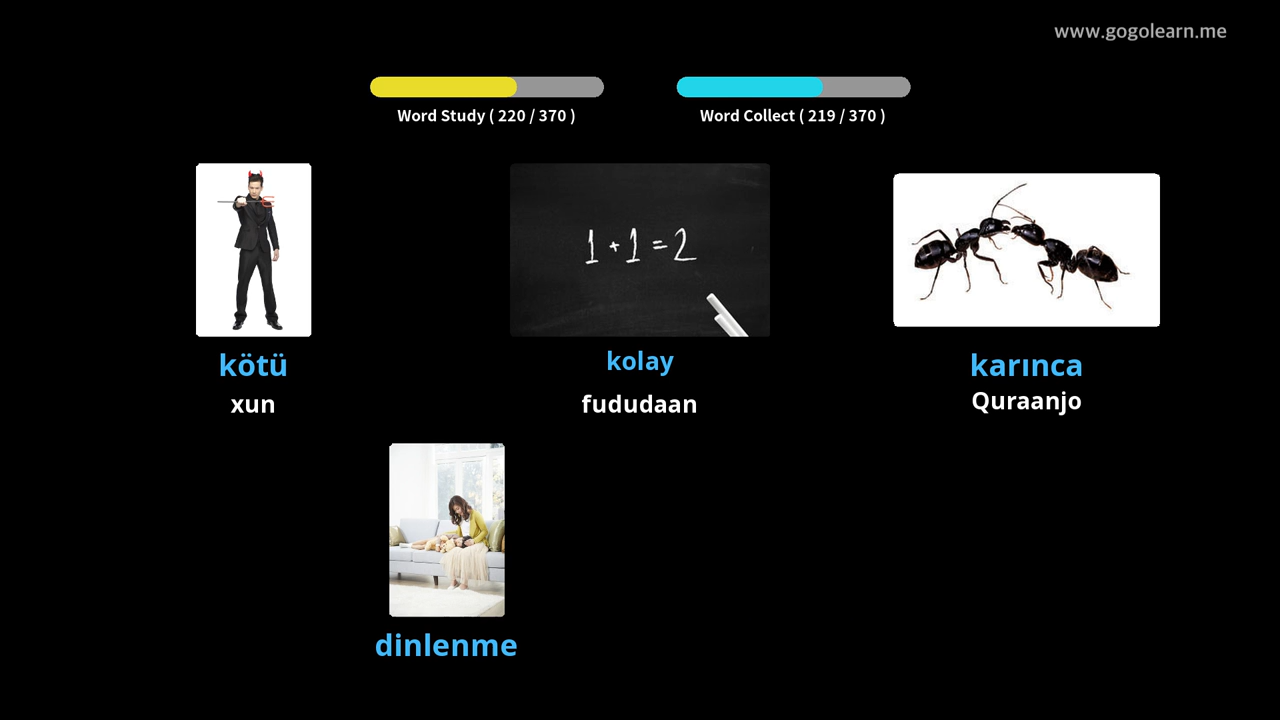 www.gogolearn.me
Word Study ( 220 / 370 )
Word Collect ( 219 / 370 )
1 + 1 = 2
kötü
kolay
karınca
xun
fududaan
Quraanjo
dinlenme